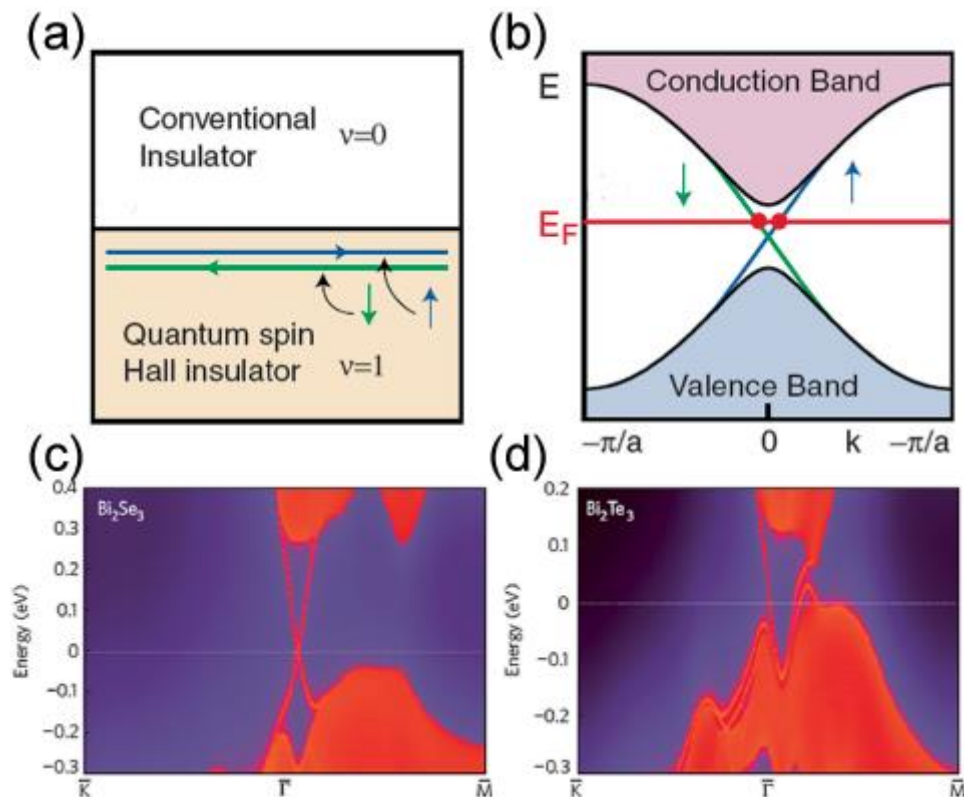 (a)
Conventional
Insulator ν=0
Quantum spin
Hall insulator ν=1
(b)
E
Conduction Band
E_F
Valence Band
−π/a 0 k −π/a
(c)
0.4
Bi₂Se₃
0.3
0.2
0.1
0
−0.1
−0.2
−0.3
Energy (eV)
K̄ Γ̄ M̄
(d)
0.2
Bi₂Te₃
0.1
0
−0.1
−0.2
−0.3
Energy (eV)
K̄ Γ̄ M̄